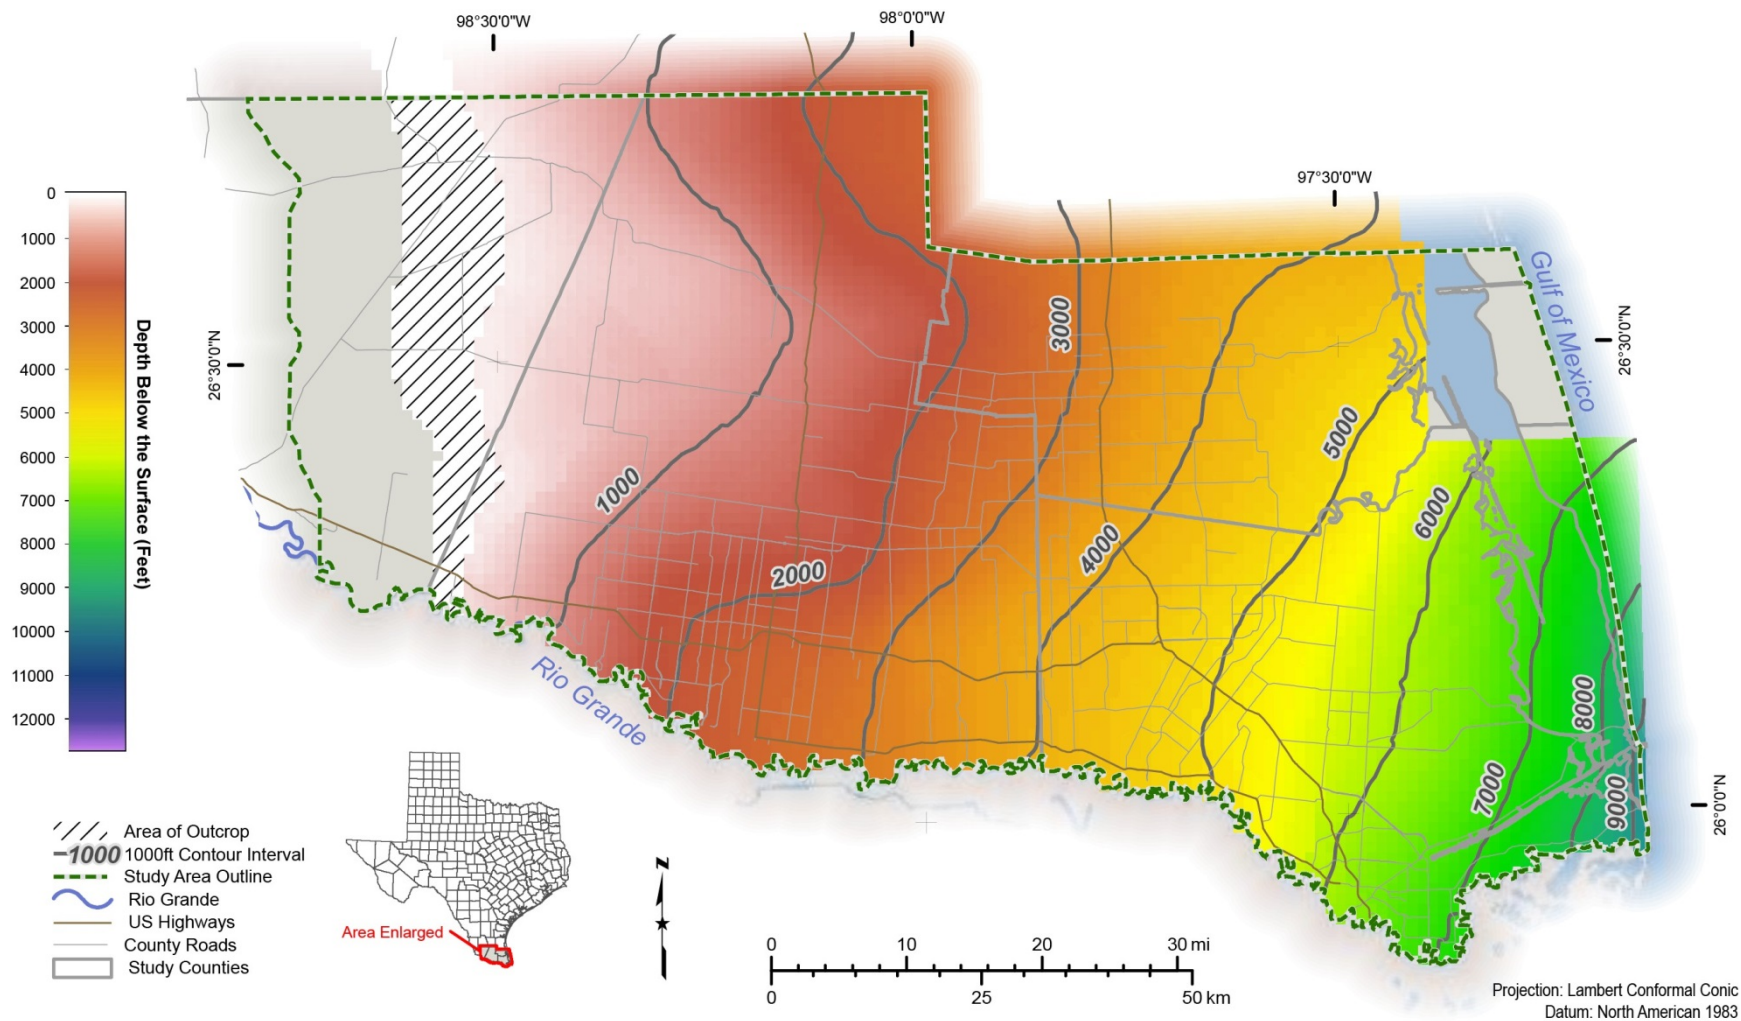 98°30'0"W
98°0'0"W
97°30'0"W
Gulf of Mexico
26°30'0"N
26°30'0"N
26°0'0"N
0
1000
2000
3000
4000
5000
6000
7000
8000
9000
10000
11000
12000
Depth Below the Surface (Feet)
1000
2000
3000
4000
5000
6000
7000
8000
9000
Rio Grande
Area of Outcrop
1000 1000ft Contour Interval
Study Area Outline
Rio Grande
US Highways
County Roads
Study Counties
Area Enlarged
N
0 10 20 30 mi
0 25 50 km
Projection: Lambert Conformal Conic
Datum: North American 1983